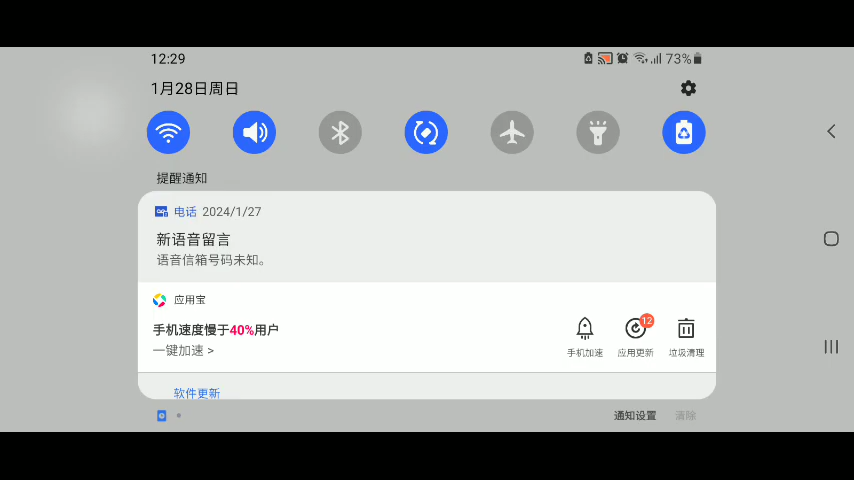 12:29
73%
1月28日周日
提醒通知
电话 2024/1/27
新语音留言
语音信箱号码未知。
应用宝
手机速度慢于40%用户
一键加速 >
12
手机加速 应用更新 垃圾清理
软件更新
通知设置 清除